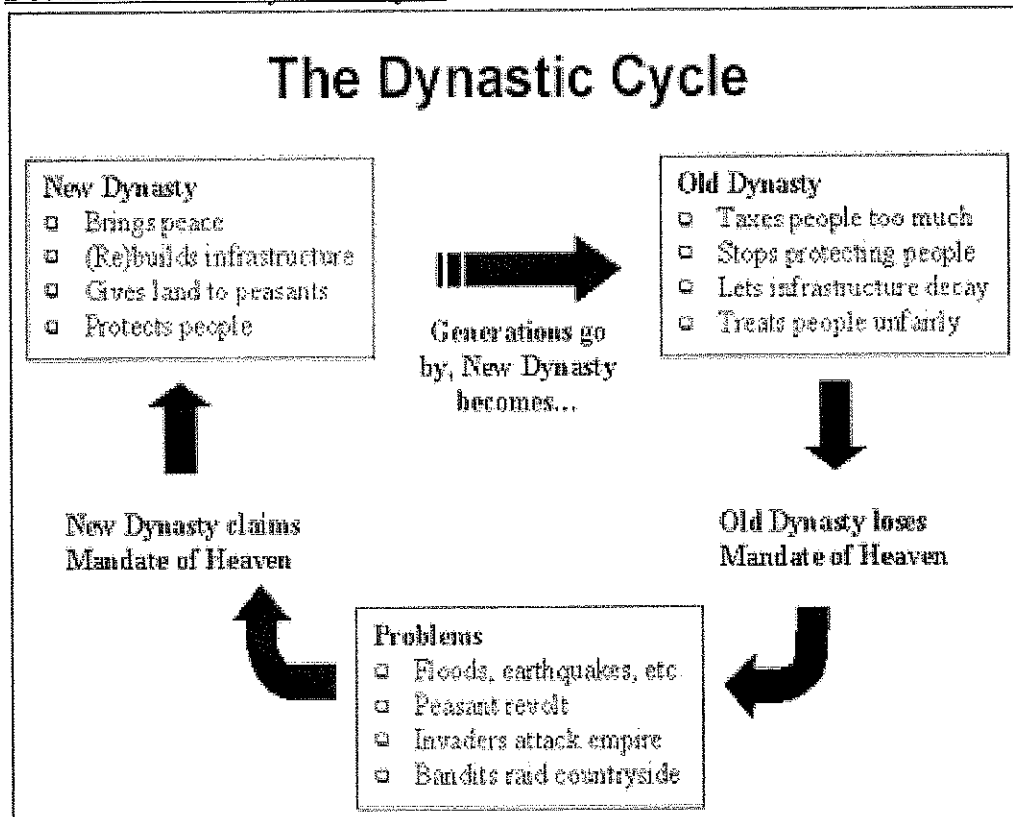 The Dynastic Cycle
New Dynasty
Brings peace
(Re)builds infrastructure
Gives land to peasants
Protects people
Generations go
by, New Dynasty
becomes...
Old Dynasty
Taxes people too much
Stops protecting people
Lets infrastructure decay
Treats people unfairly
Old Dynasty loses
Mandate of Heaven
Problems
Floods, earthquakes, etc.
Peasant revolt
Invaders attack empire
Bandits raid countryside
New Dynasty claims
Mandate of Heaven